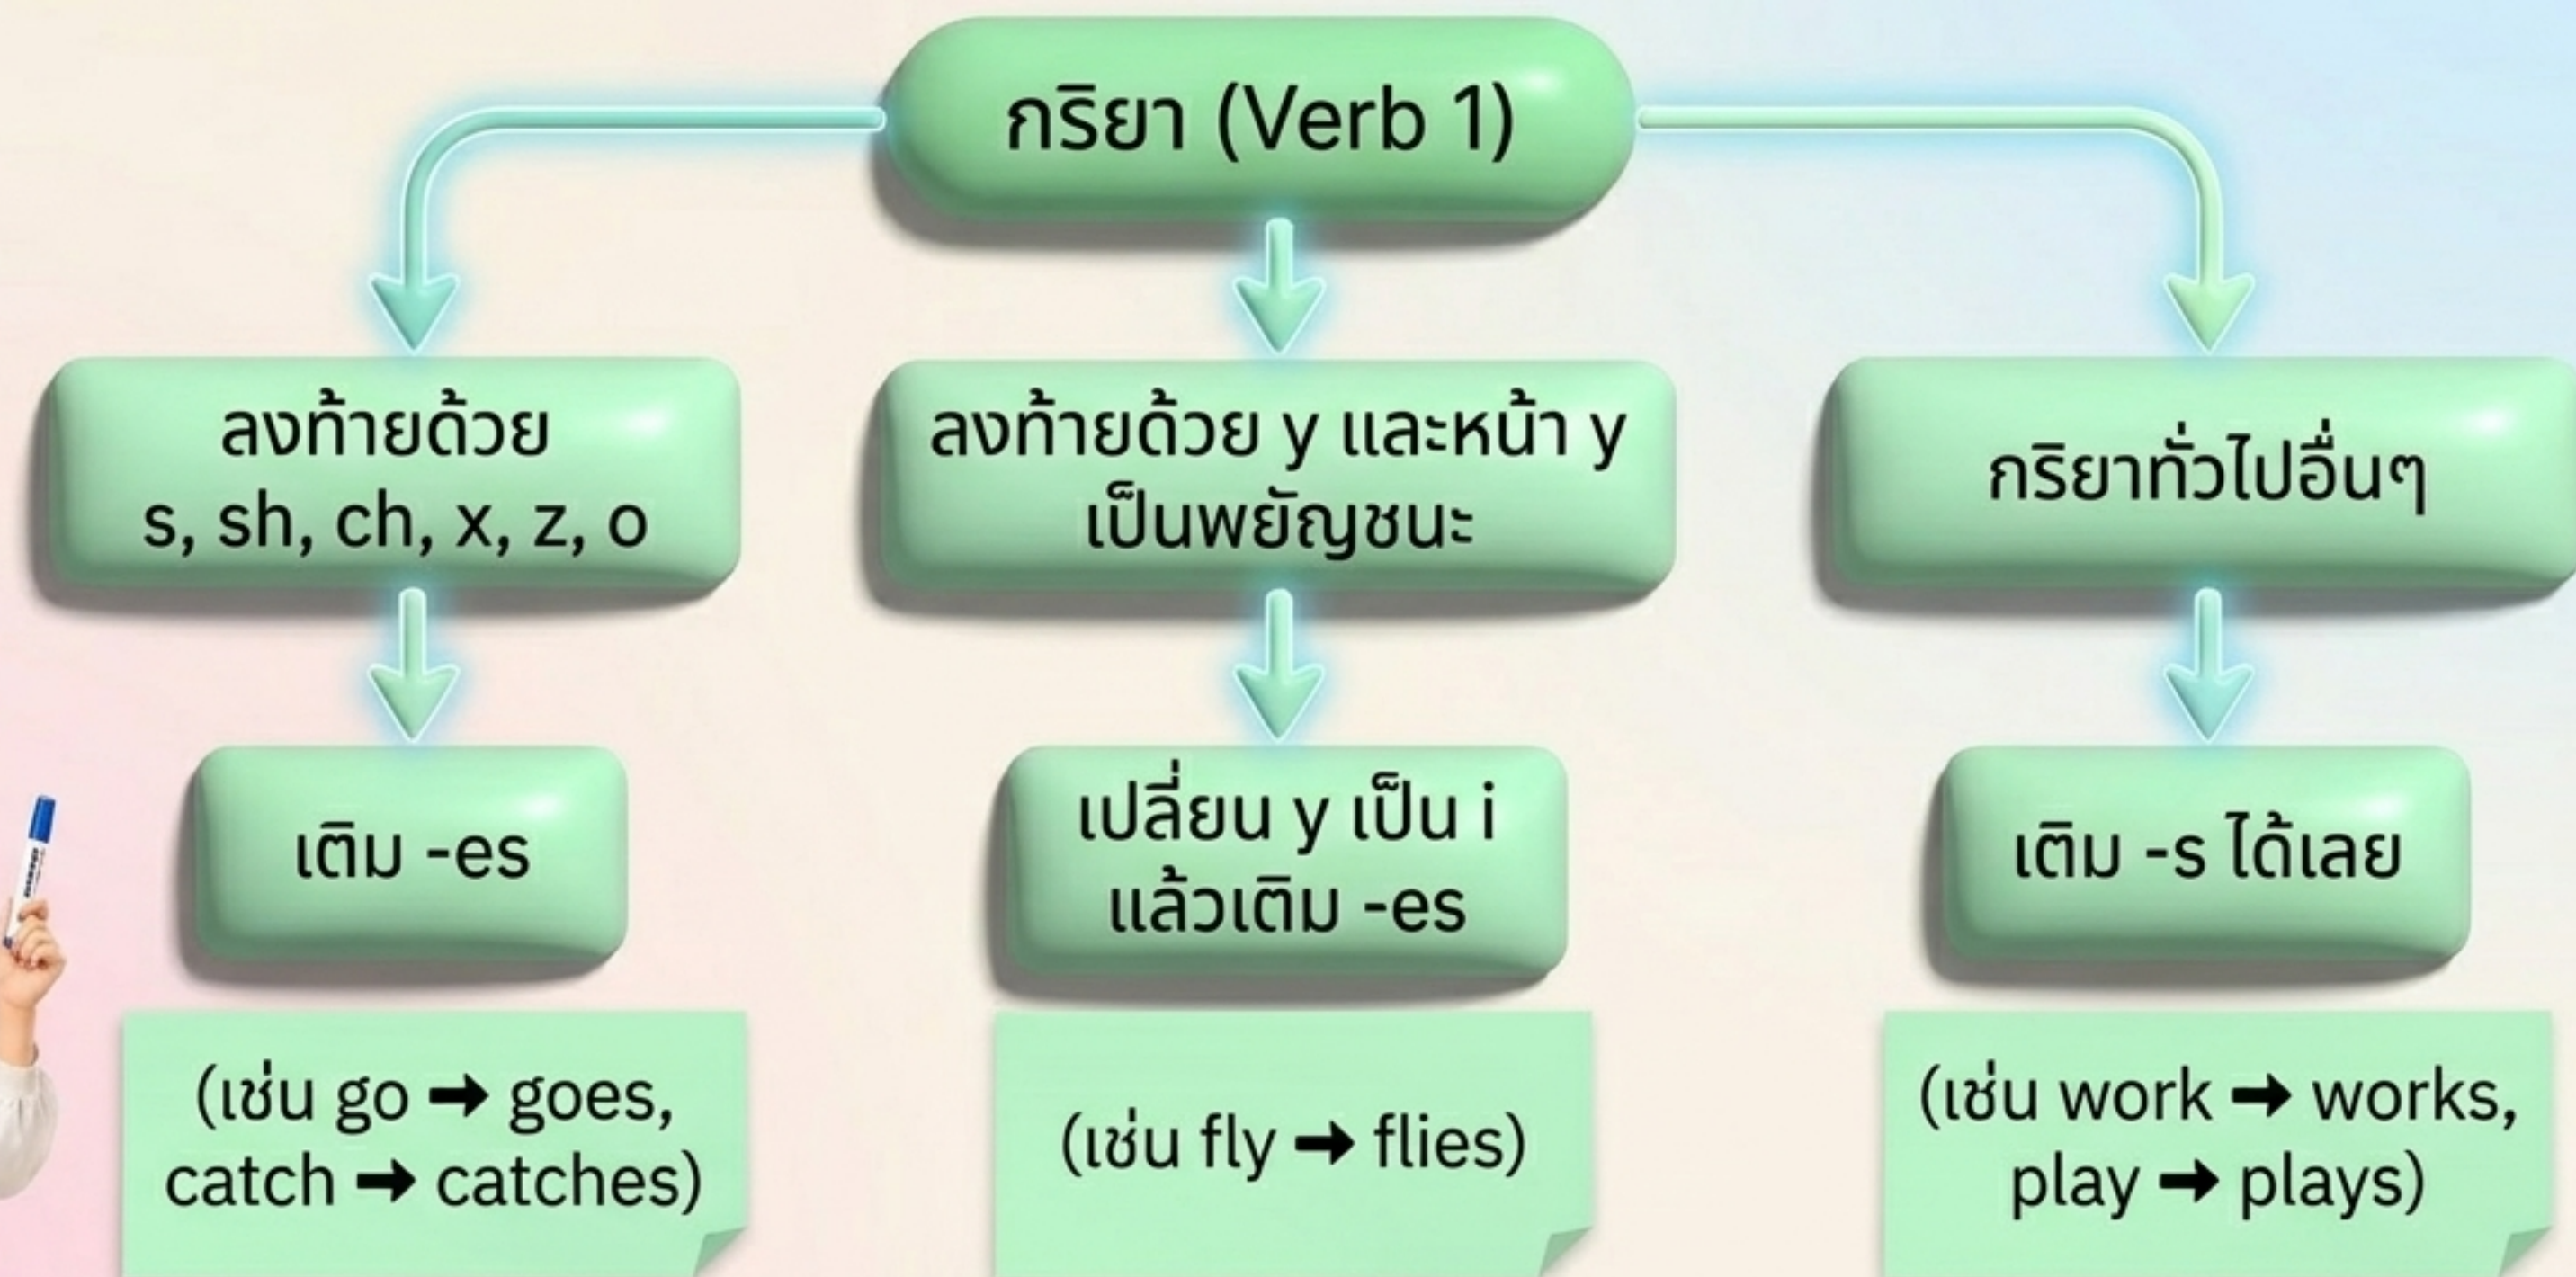 กริยา (Verb 1)
ลงท้ายด้วย
s, sh, ch, x, z, o
เติม -es
(เช่น go ➡ goes,
catch ➡ catches)
ลงท้ายด้วย y และหน้า y
เป็นพยัญชนะ
เปลี่ยน y เป็น i
แล้วเติม -es
(เช่น fly ➡ flies)
กริยาทั่วไปอื่นๆ
เติม -s ได้เลย
(เช่น work ➡ works,
play ➡ plays)